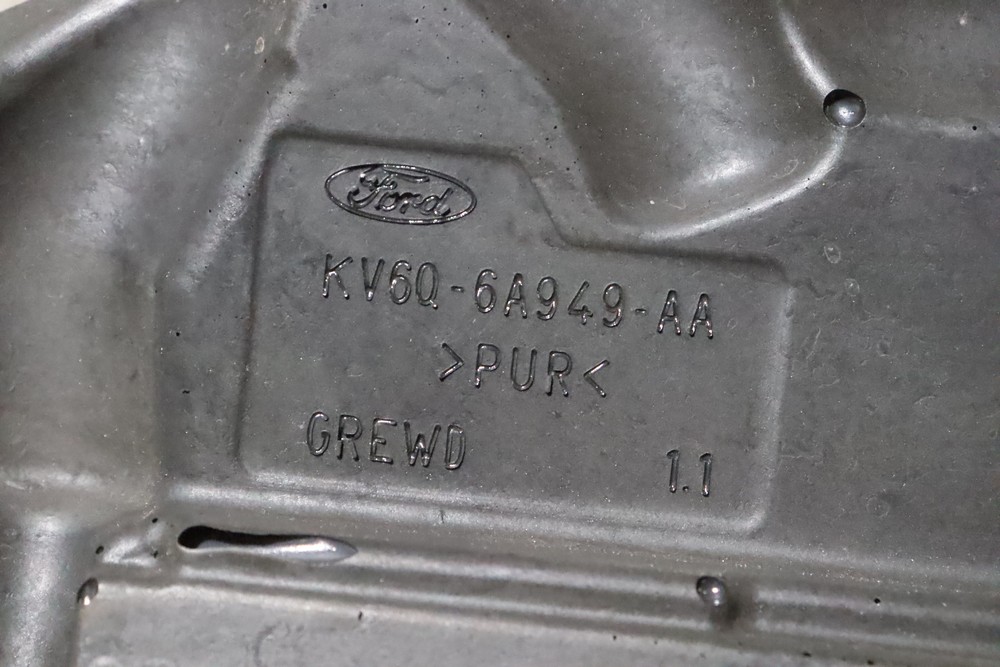 Ford
KV6Q-6A949-AA
>PUR<
GREWD 1.1